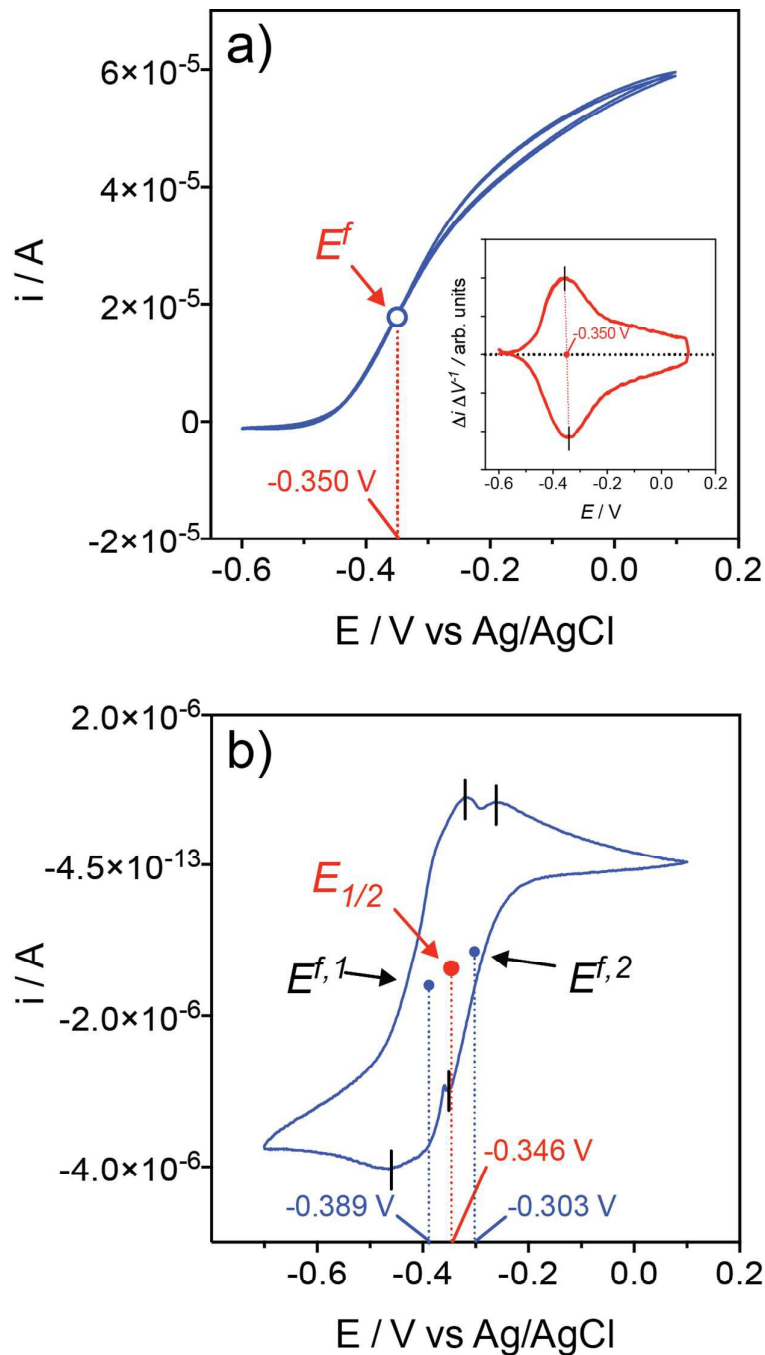 a)
6×10⁻⁵
4×10⁻⁵
2×10⁻⁵
0
-2×10⁻⁵
i / A
Eᶠ
-0.350 V
-0.6 -0.4 -0.2 0.0 0.2
E / V vs Ag/AgCl
Δi ΔV⁻¹ / arb. units
-0.350 V
-0.6 -0.4 -0.2 0.0 0.2
E / V
b)
2.0×10⁻⁶
-4.5×10⁻¹³
-2.0×10⁻⁶
-4.0×10⁻⁶
i / A
E1/2
Eᶠ,¹
Eᶠ,²
-0.346 V
-0.389 V
-0.303 V
-0.6 -0.4 -0.2 0.0 0.2
E / V vs Ag/AgCl